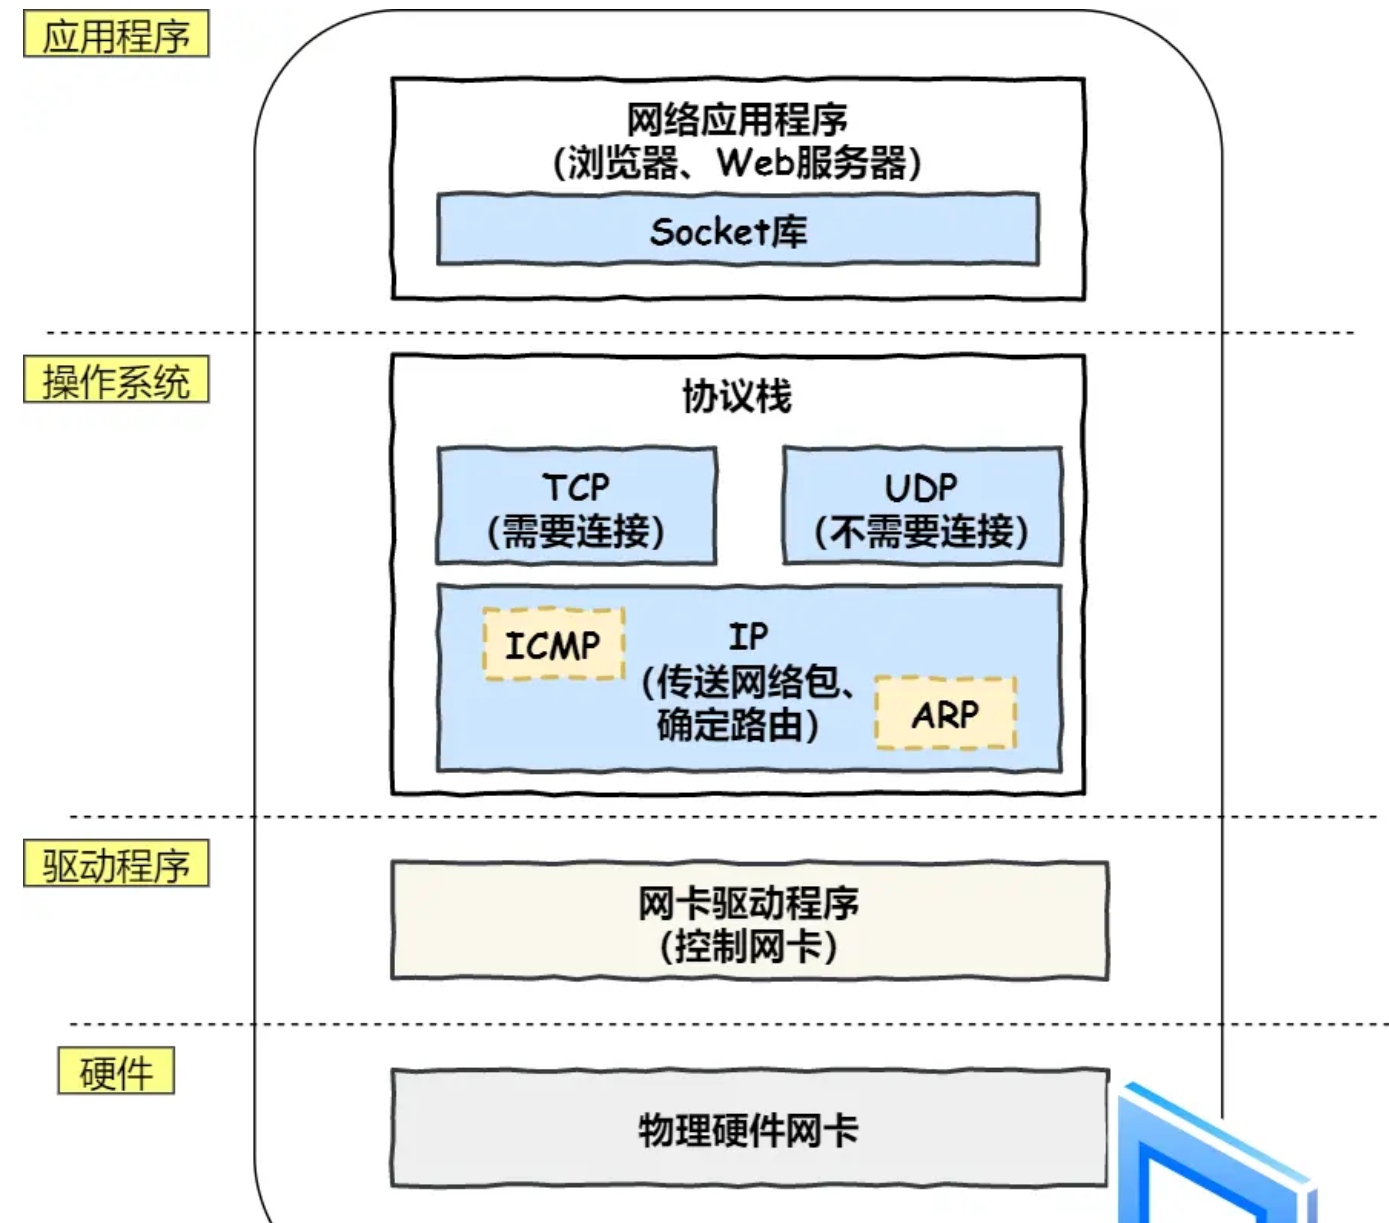 应用程序
网络应用程序
(浏览器、Web服务器)
Socket库
操作系统
协议栈
TCP
(需要连接)
UDP
(不需要连接)
ICMP
IP
(传送网络包、
确定路由)
ARP
驱动程序
网卡驱动程序
(控制网卡)
硬件
物理硬件网卡